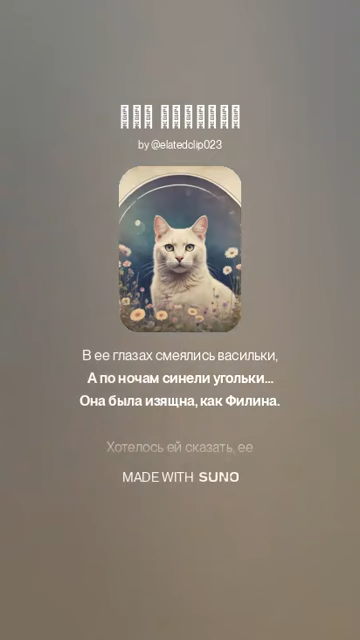 by @elatedclip023
В ее глазах смеялись васильки,
А по ночам синели угольки...
Она была изящна, как Филина.
Хотелось ей сказать, ее
MADE WITH SUNO